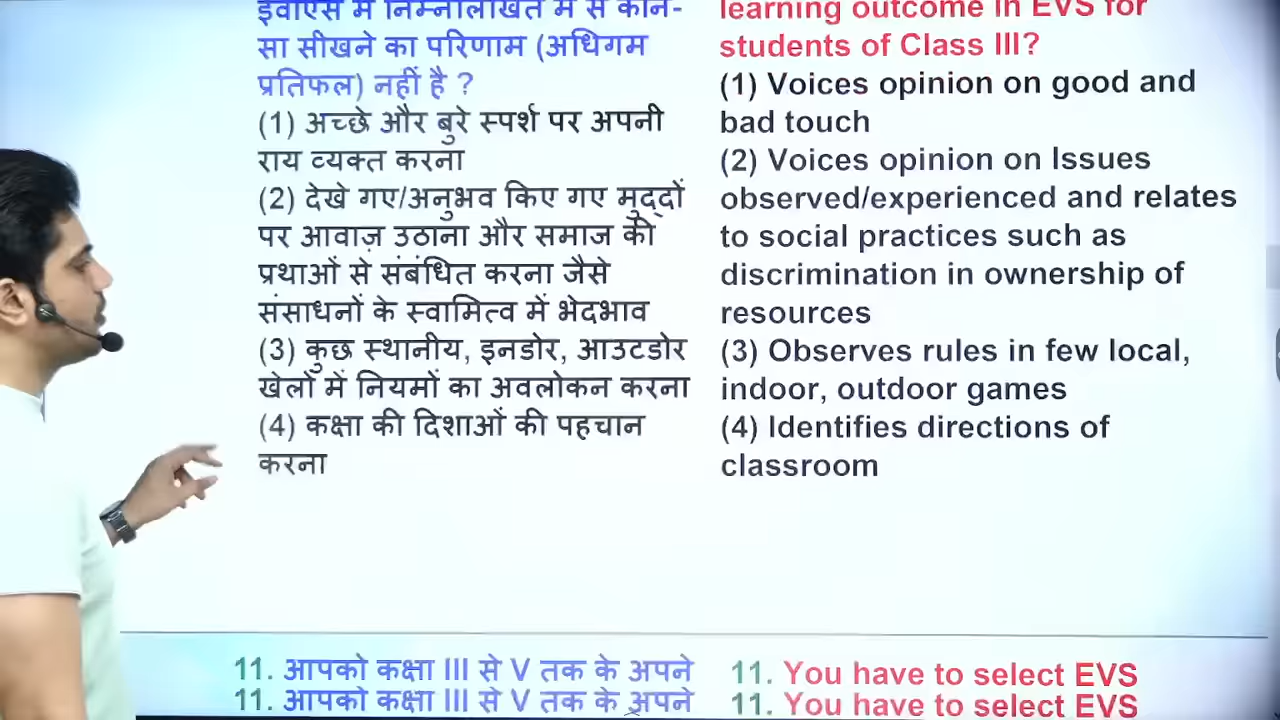 इवीएस में निम्नलिखित में से कौन-
सा सीखने का परिणाम (अधिगम
प्रतिफल) नहीं है ?
(1) अच्छे और बुरे स्पर्श पर अपनी
राय व्यक्त करना
(2) देखे गए/अनुभव किए गए मुद्दों
पर आवाज़ उठाना और समाज की
प्रथाओं से संबंधित करना जैसे
संसाधनों के स्वामित्व में भेदभाव
(3) कुछ स्थानीय, इनडोर, आउटडोर
खेलों में नियमों का अवलोकन करना
(4) कक्षा की दिशाओं की पहचान
करना
learning outcome in EVS for
students of Class III?
(1) Voices opinion on good and
bad touch
(2) Voices opinion on Issues
observed/experienced and relates
to social practices such as
discrimination in ownership of
resources
(3) Observes rules in few local,
indoor, outdoor games
(4) Identifies directions of
classroom
11. आपको कक्षा III से V तक के अपने
11. आपको कक्षा III से V तक के अपने
11. You have to select EVS
11. You have to select EVS